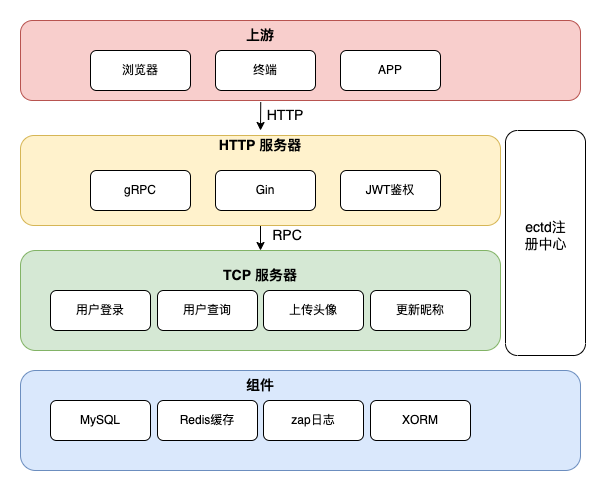 上游
浏览器
终端
APP
HTTP
HTTP 服务器
gRPC
Gin
JWT鉴权
ectd注
册中心
RPC
TCP 服务器
用户登录
用户查询
上传头像
更新昵称
组件
MySQL
Redis缓存
zap日志
XORM